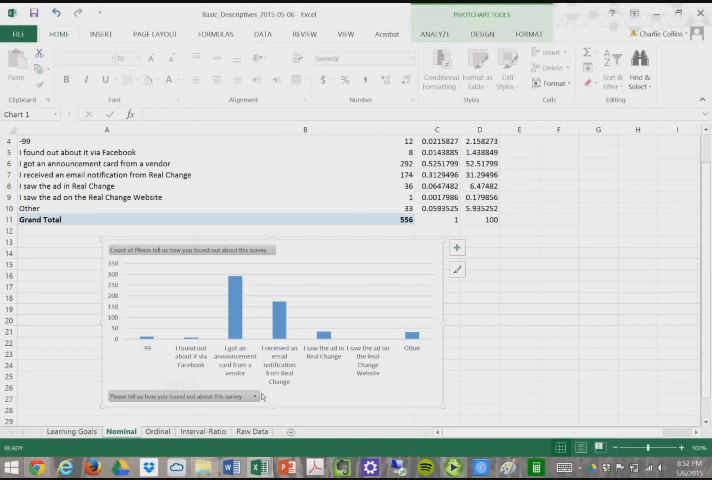 Basic_Descriptives_2015-05-06 - Excel
PIVOTCHART TOOLS
FILE HOME INSERT PAGE LAYOUT FORMULAS DATA REVIEW VIEW Acrobat ANALYZE DESIGN FORMAT Charlie Collins
Paste
10
General
Conditional Formatting
Format as Table
Cell Styles
Insert
Delete
Format
Sort & Filter
Find & Select
Clipboard Font Alignment Number Styles Cells Editing
Chart 1
A B C D E F G H I
4 -99 12 0.0215827 2.158273
5 I found out about it via Facebook 8 0.0143885 1.438849
6 I got an announcement card from a vendor 292 0.5251799 52.51799
7 I received an email notification from Real Change 174 0.3129496 31.29496
8 I saw the ad in Real Change 36 0.0647482 6.47482
9 I saw the ad on the Real Change Website 1 0.0017986 0.179856
10 Other 33 0.0593525 5.935252
11 Grand Total 556 1 100
12
13
14
15
16
17
18
19
20
21
22
23
24
25
26
27
28
29
Count of Please tell us how you found out about this survey
350
300
250
200
150
100
50
0
99
I found out about it via Facebook
I got an announcement card from a vendor
I received an email notification from Real Change
I saw the ad in Real Change
I saw the ad on the Real Change Website
Other
Please tell us how you found out about this survey
Learning Goals Nominal Ordinal Interval-Ratio Raw Data
READY
100%
8:52 PM
5/6/2015